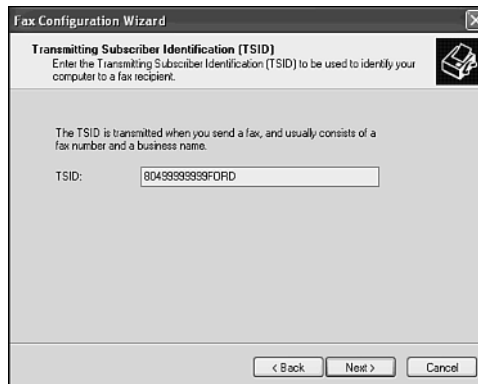 Fax Configuration Wizard
Transmitting Subscriber Identification (TSID)
Enter the Transmitting Subscriber Identification (TSID) to be used to identify your
computer to a fax recipient.
The TSID is transmitted when you send a fax, and usually consists of a
fax number and a business name.
TSID: 80499999999FORD
< Back Next > Cancel